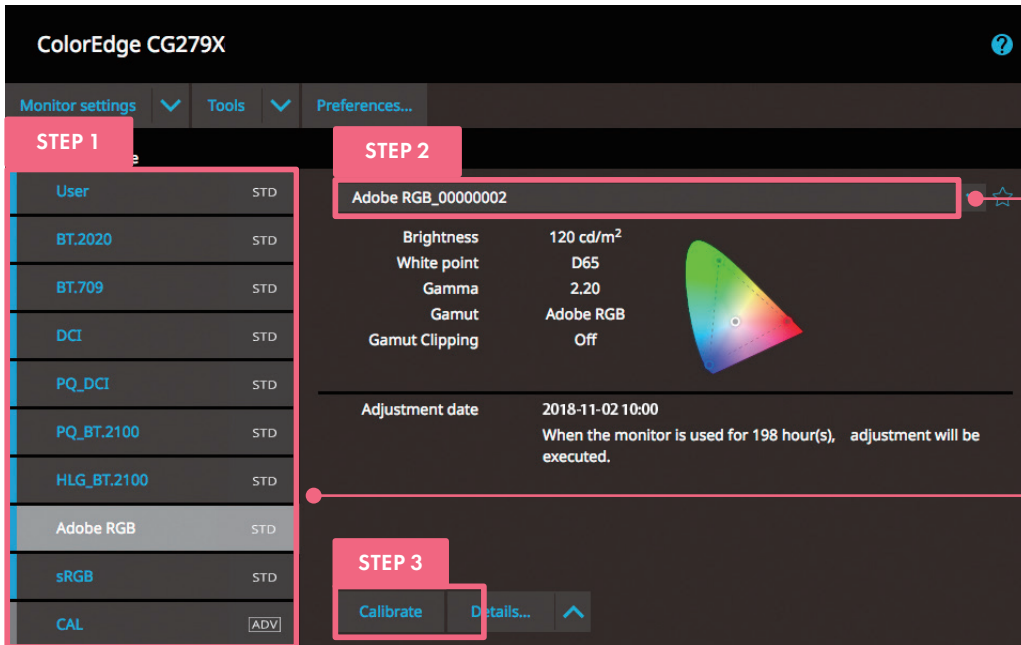 ColorEdge CG279X
Monitor settings Tools Preferences...
STEP 1
STEP 2
User STD
BT.2020 STD
BT.709 STD
DCI STD
PQ_DCI STD
PQ_BT.2100 STD
HLG_BT.2100 STD
Adobe RGB STD
sRGB STD
CAL ADV
Adobe RGB_00000002
Brightness 120 cd/m²
White point D65
Gamma 2.20
Gamut Adobe RGB
Gamut Clipping Off
Adjustment date 2018-11-02 10:00
When the monitor is used for 198 hour(s), adjustment will be
executed.
STEP 3
Calibrate Details...